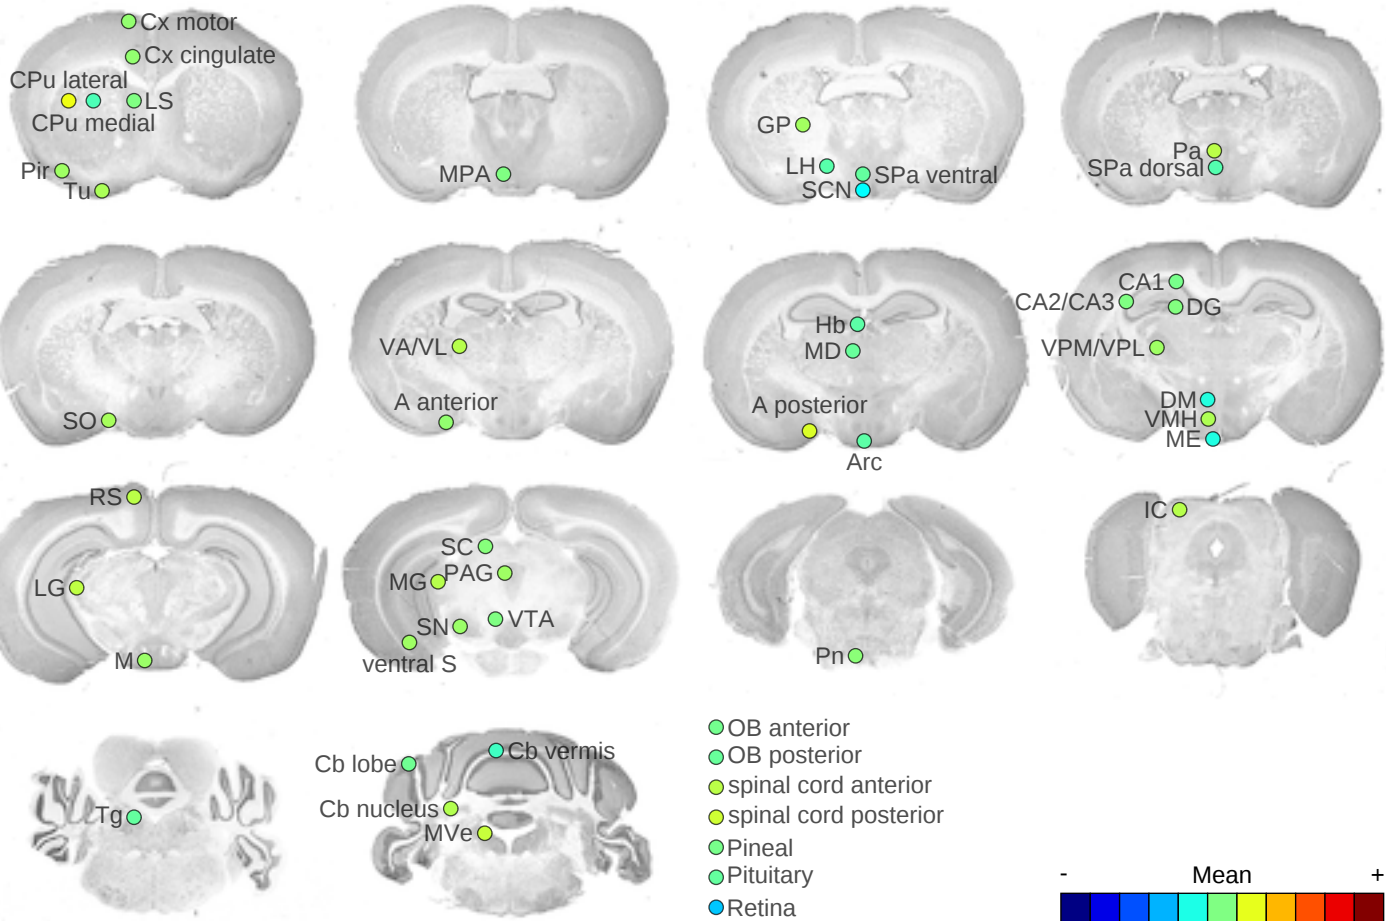 Cx motor
Cx cingulate
CPu lateral
LS
CPu medial
Pir
Tu
MPA
GP
LH
SPa ventral
SCN
Pa
SPa dorsal
SO
VA/VL
A anterior
Hb
MD
A posterior
Arc
CA1
CA2/CA3
DG
VPM/VPL
DM
VMH
ME
RS
LG
M
SC
PAG
MG
VTA
SN
ventral S
Pn
IC
Tg
Cb lobe
Cb vermis
Cb nucleus
MVe
OB anterior
OB posterior
spinal cord anterior
spinal cord posterior
Pineal
Pituitary
Retina
- Mean +